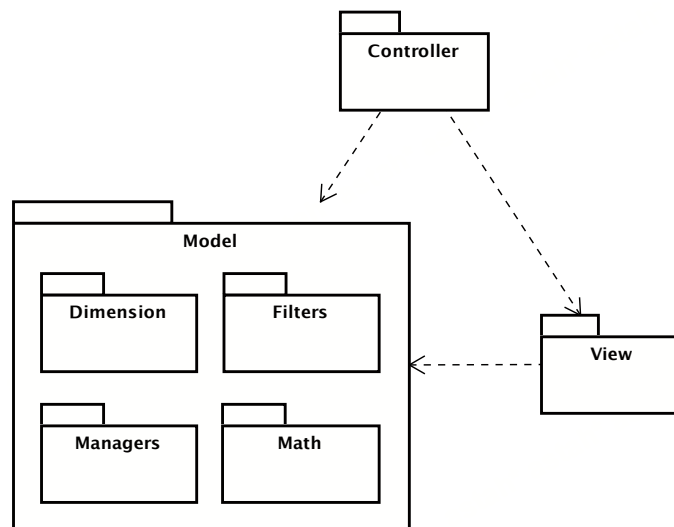 Controller
Model
Dimension
Filters
View
Managers
Math